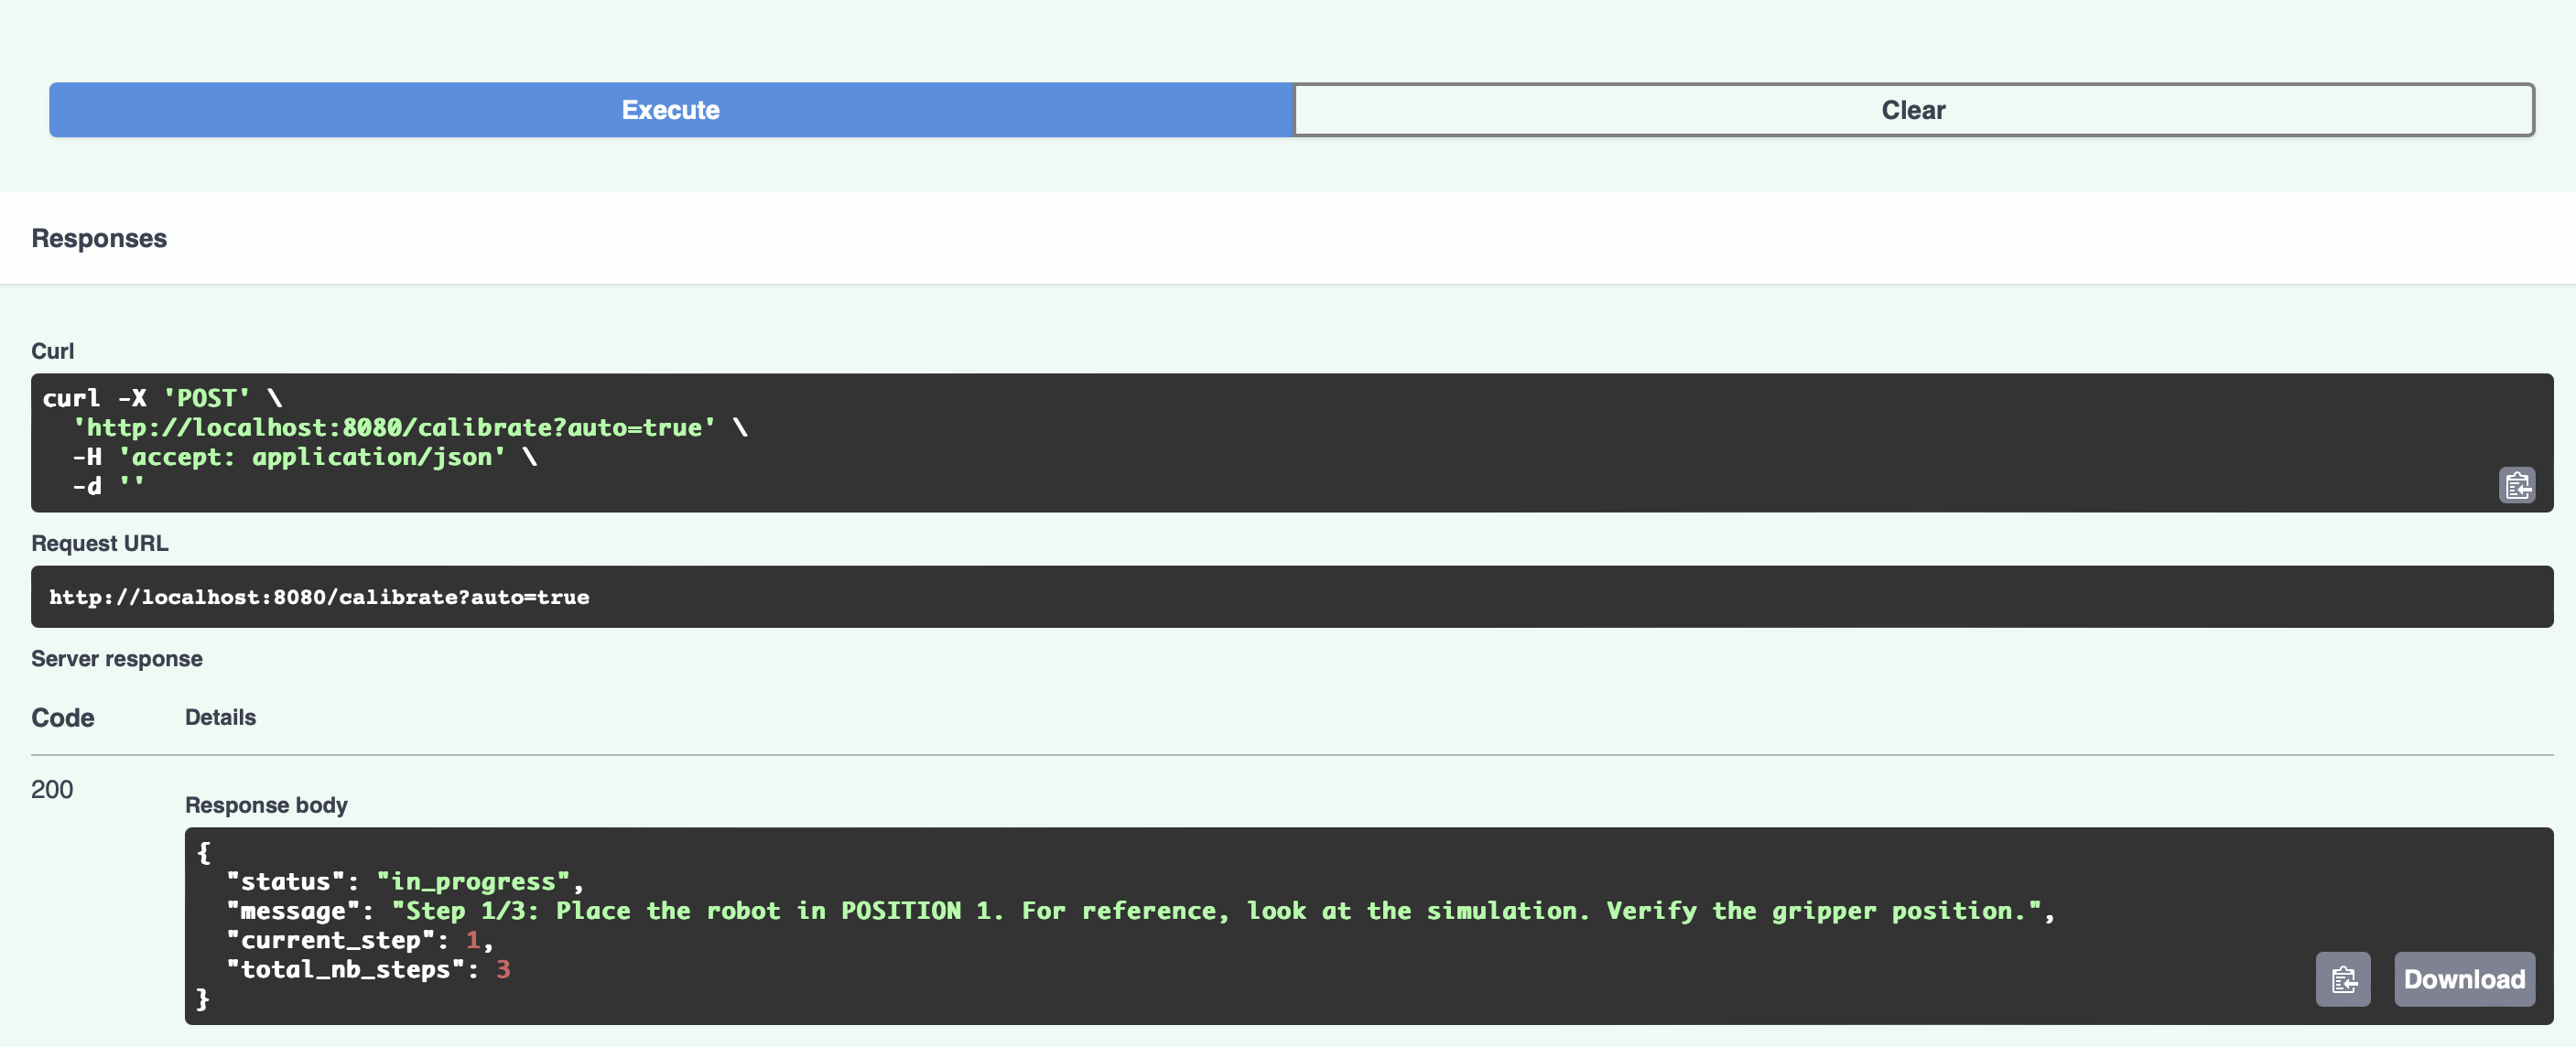 Execute
Clear
Responses
Curl
curl -X 'POST' \
  'http://localhost:8080/calibrate?auto=true' \
  -H 'accept: application/json' \
  -d ''
Request URL
http://localhost:8080/calibrate?auto=true
Server response
Code Details
200
Response body
{
  "status": "in_progress",
  "message": "Step 1/3: Place the robot in POSITION 1. For reference, look at the simulation. Verify the gripper position.",
  "current_step": 1,
  "total_nb_steps": 3
}
Download